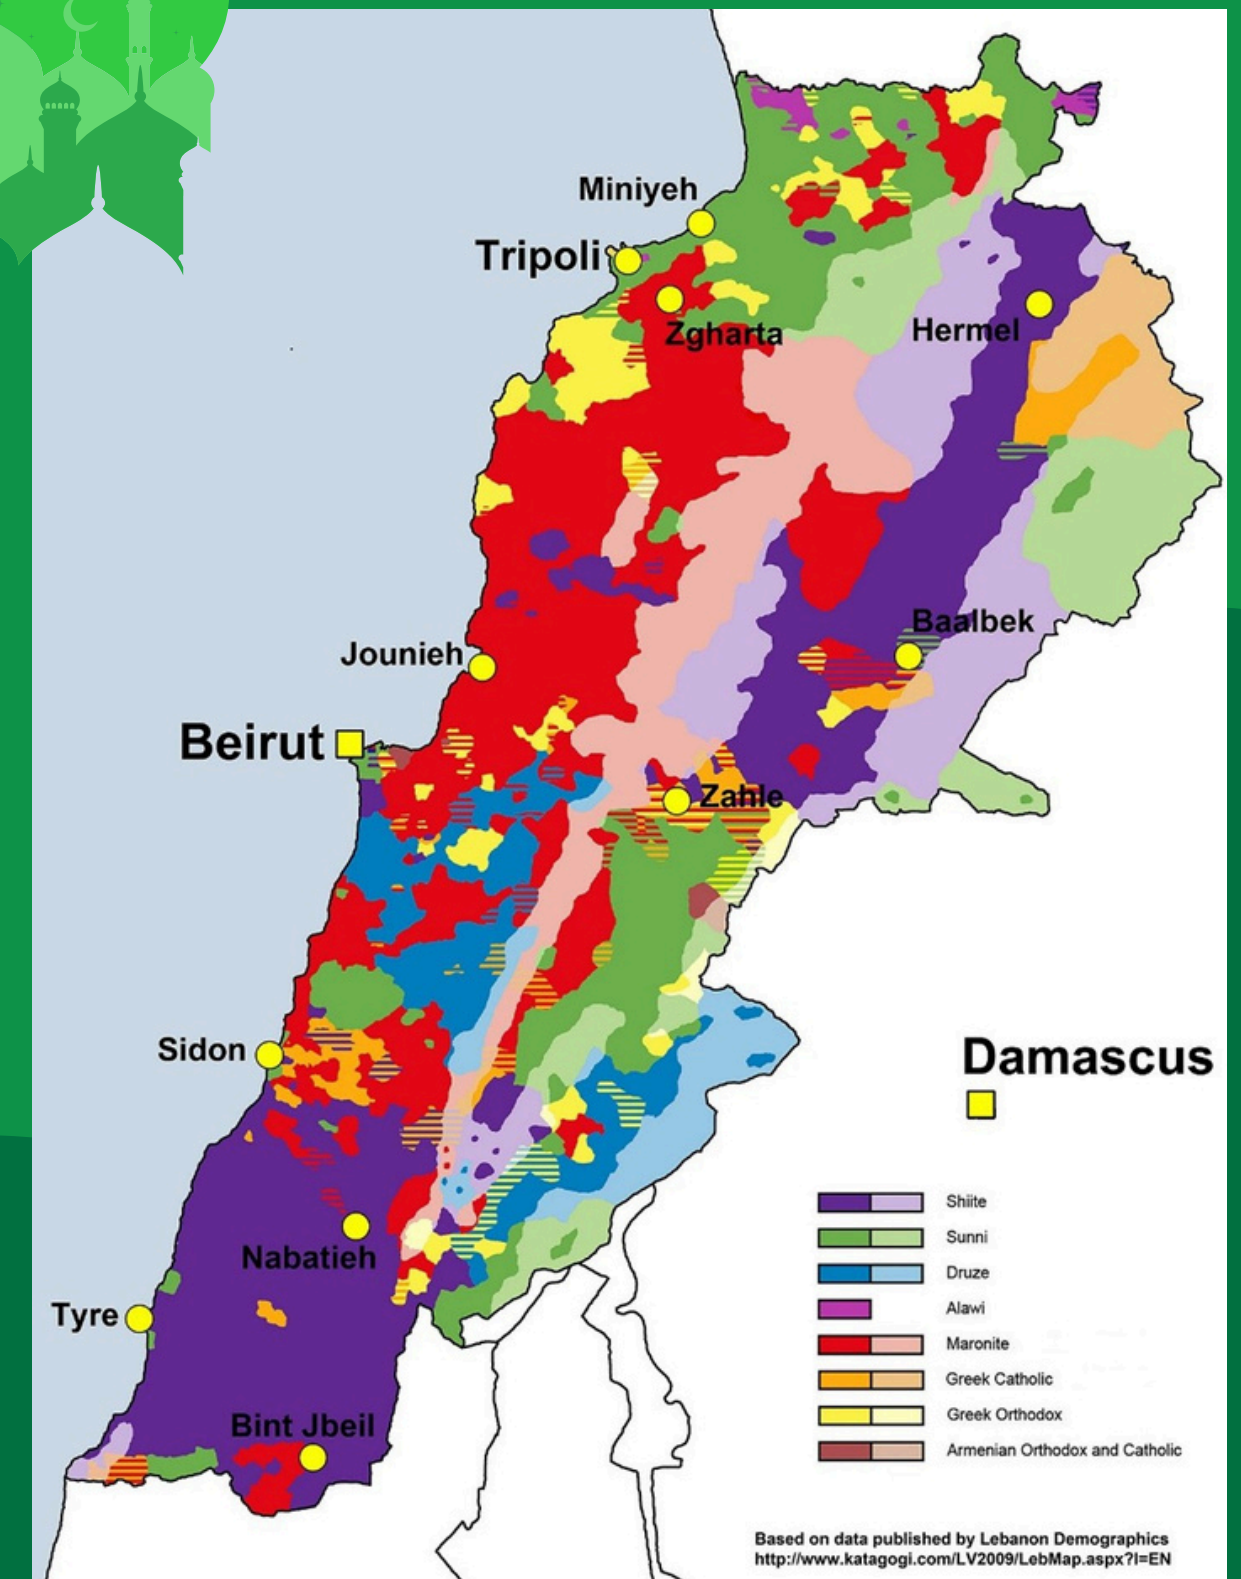 Miniyeh
Tripoli
Zgharta
Hermel
Baalbek
Jounieh
Beirut
Zahle
Sidon
Damascus
Nabatieh
Tyre
Bint Jbeil
Shiite
Sunni
Druze
Alawi
Maronite
Greek Catholic
Greek Orthodox
Armenian Orthodox and Catholic
Based on data published by Lebanon Demographics
http://www.katagogi.com/LV2009/LebMap.aspx?l=EN